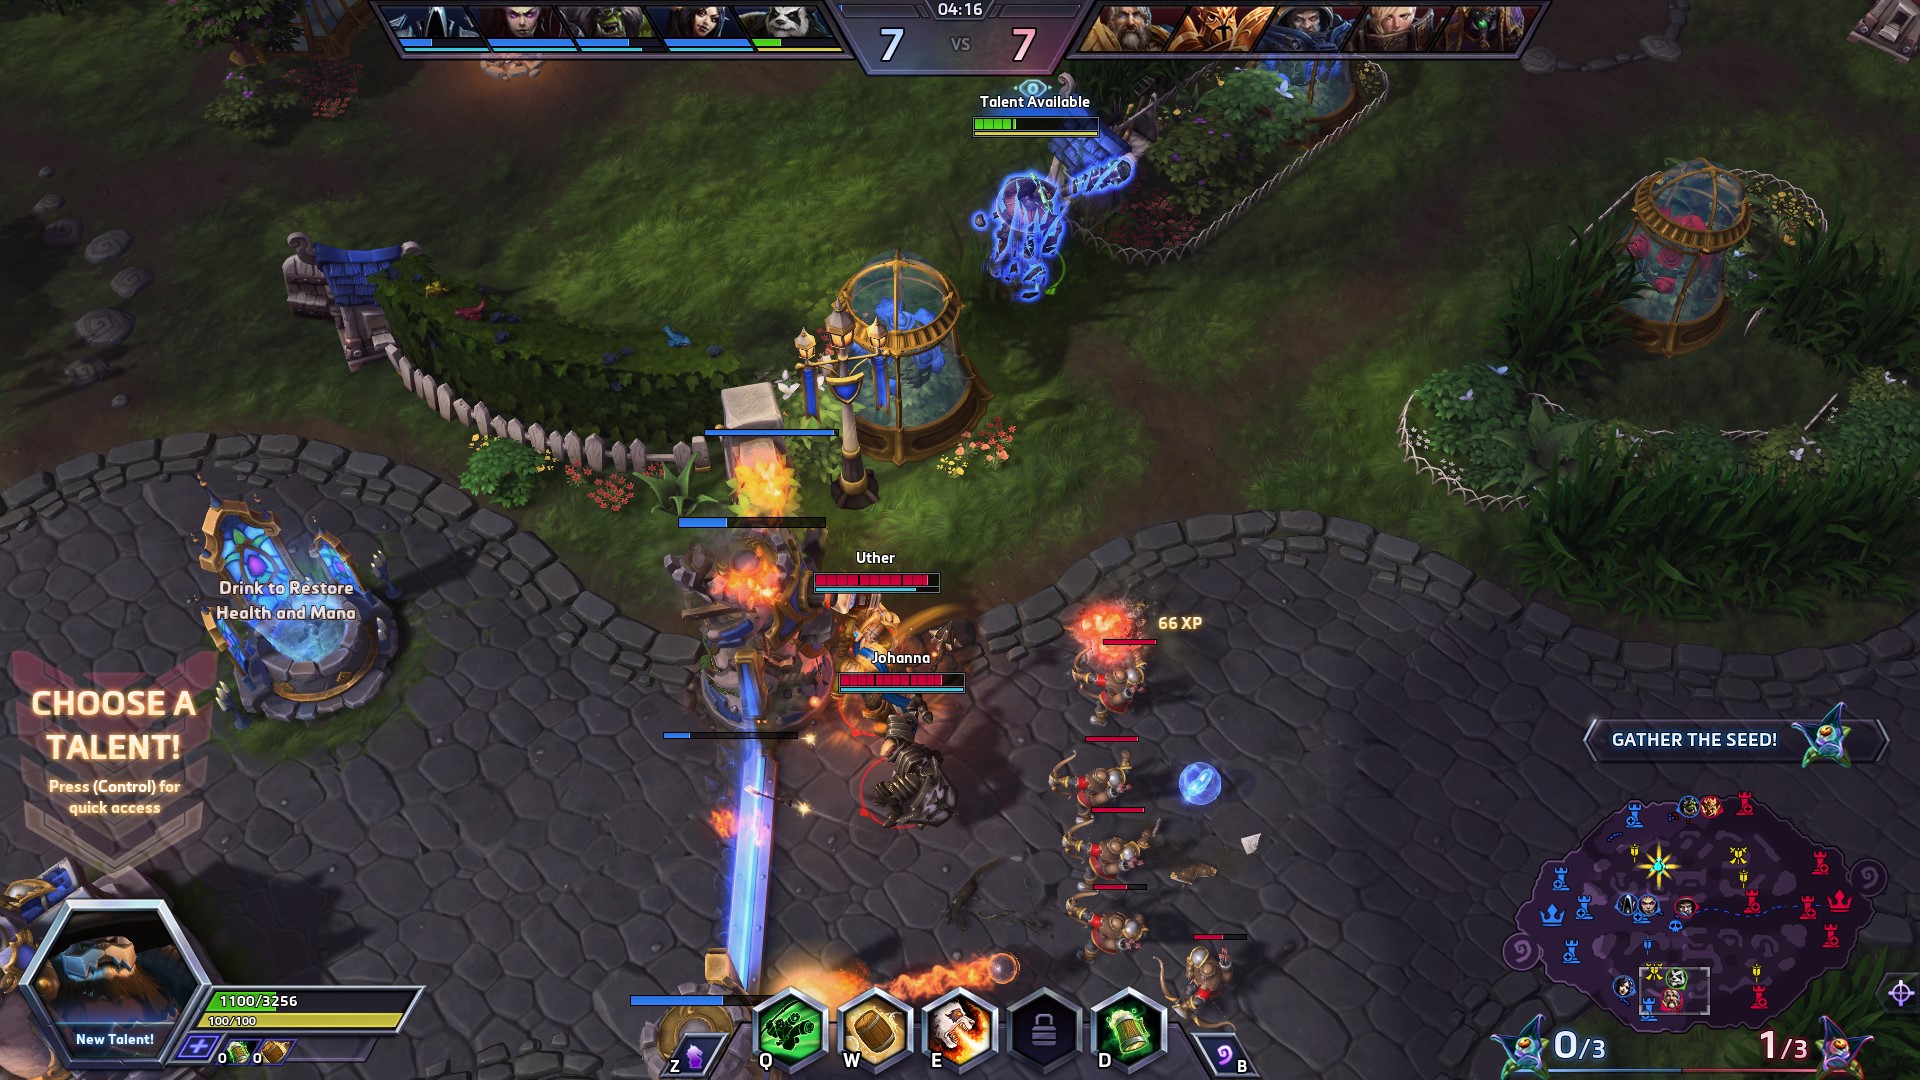 04:16
7 VS 7
Talent Available
Uther
66 XP
Drink to Restore
Health and Mana
Johanna
CHOOSE A
TALENT!
Press (Control) for
quick access
GATHER THE SEED!
1100/3256
100/100
New Talent!
0 0
Z Q W E D B
0/3 1/3